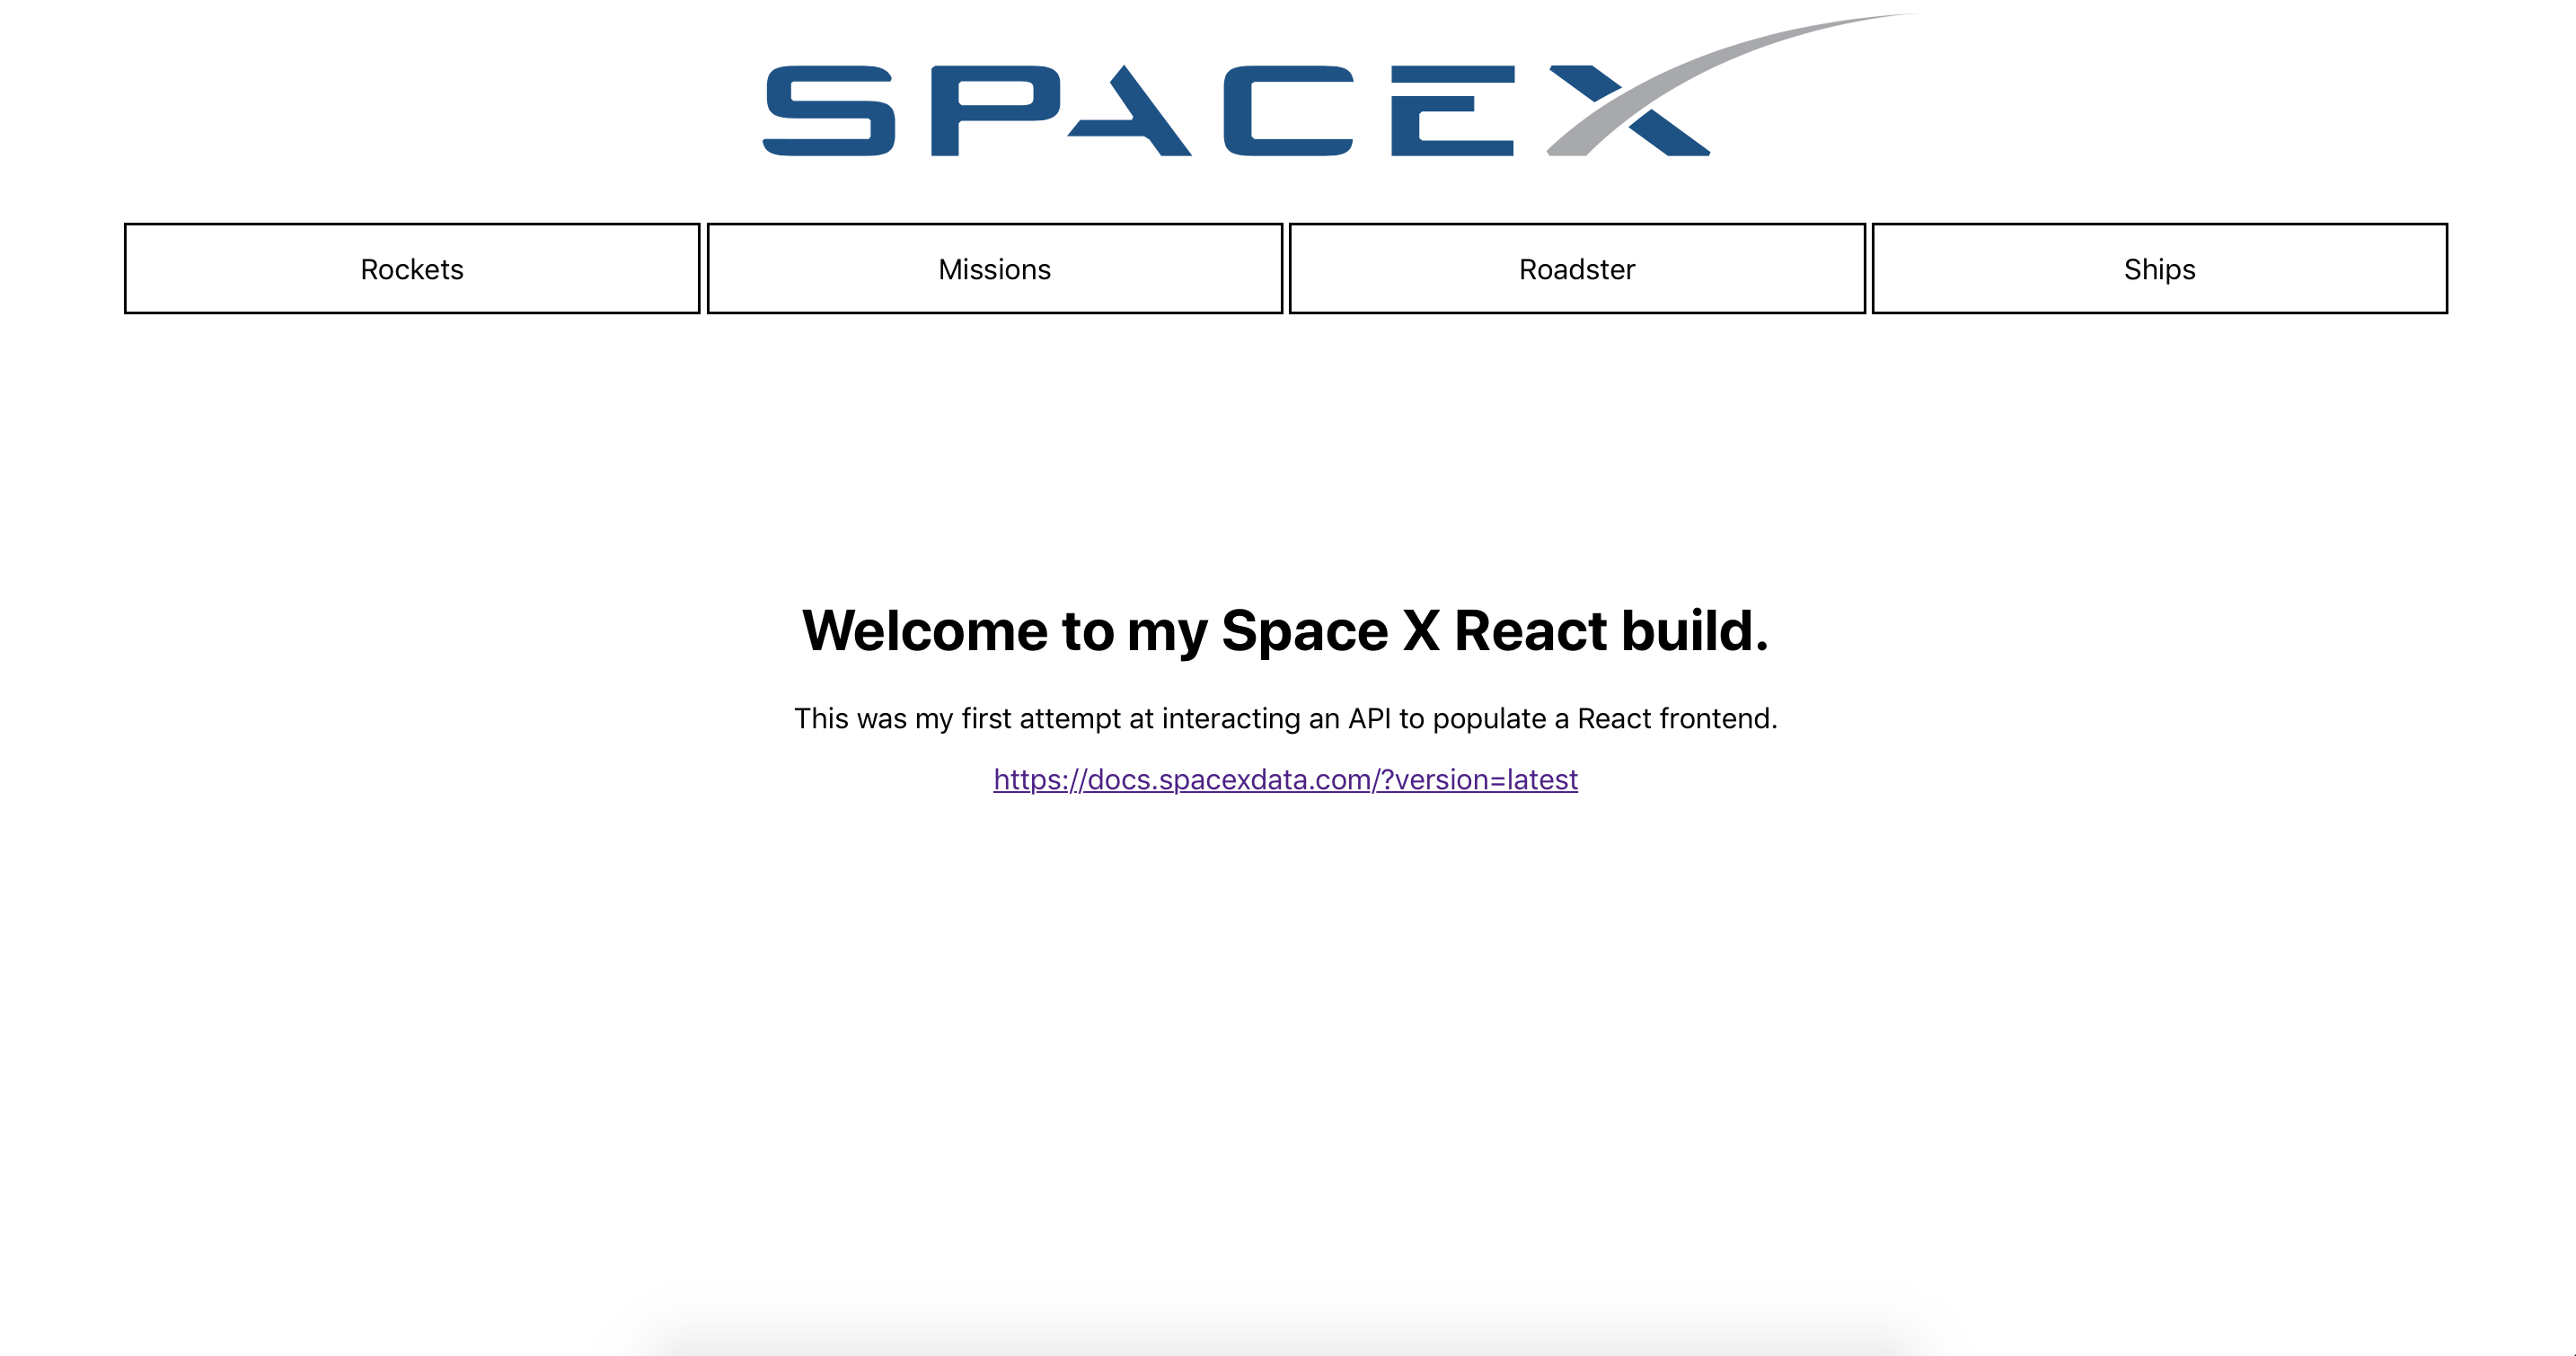 SPACEX
Rockets
Missions
Roadster
Ships
Welcome to my Space X React build.
This was my first attempt at interacting an API to populate a React frontend.
https://docs.spacexdata.com/?version=latest